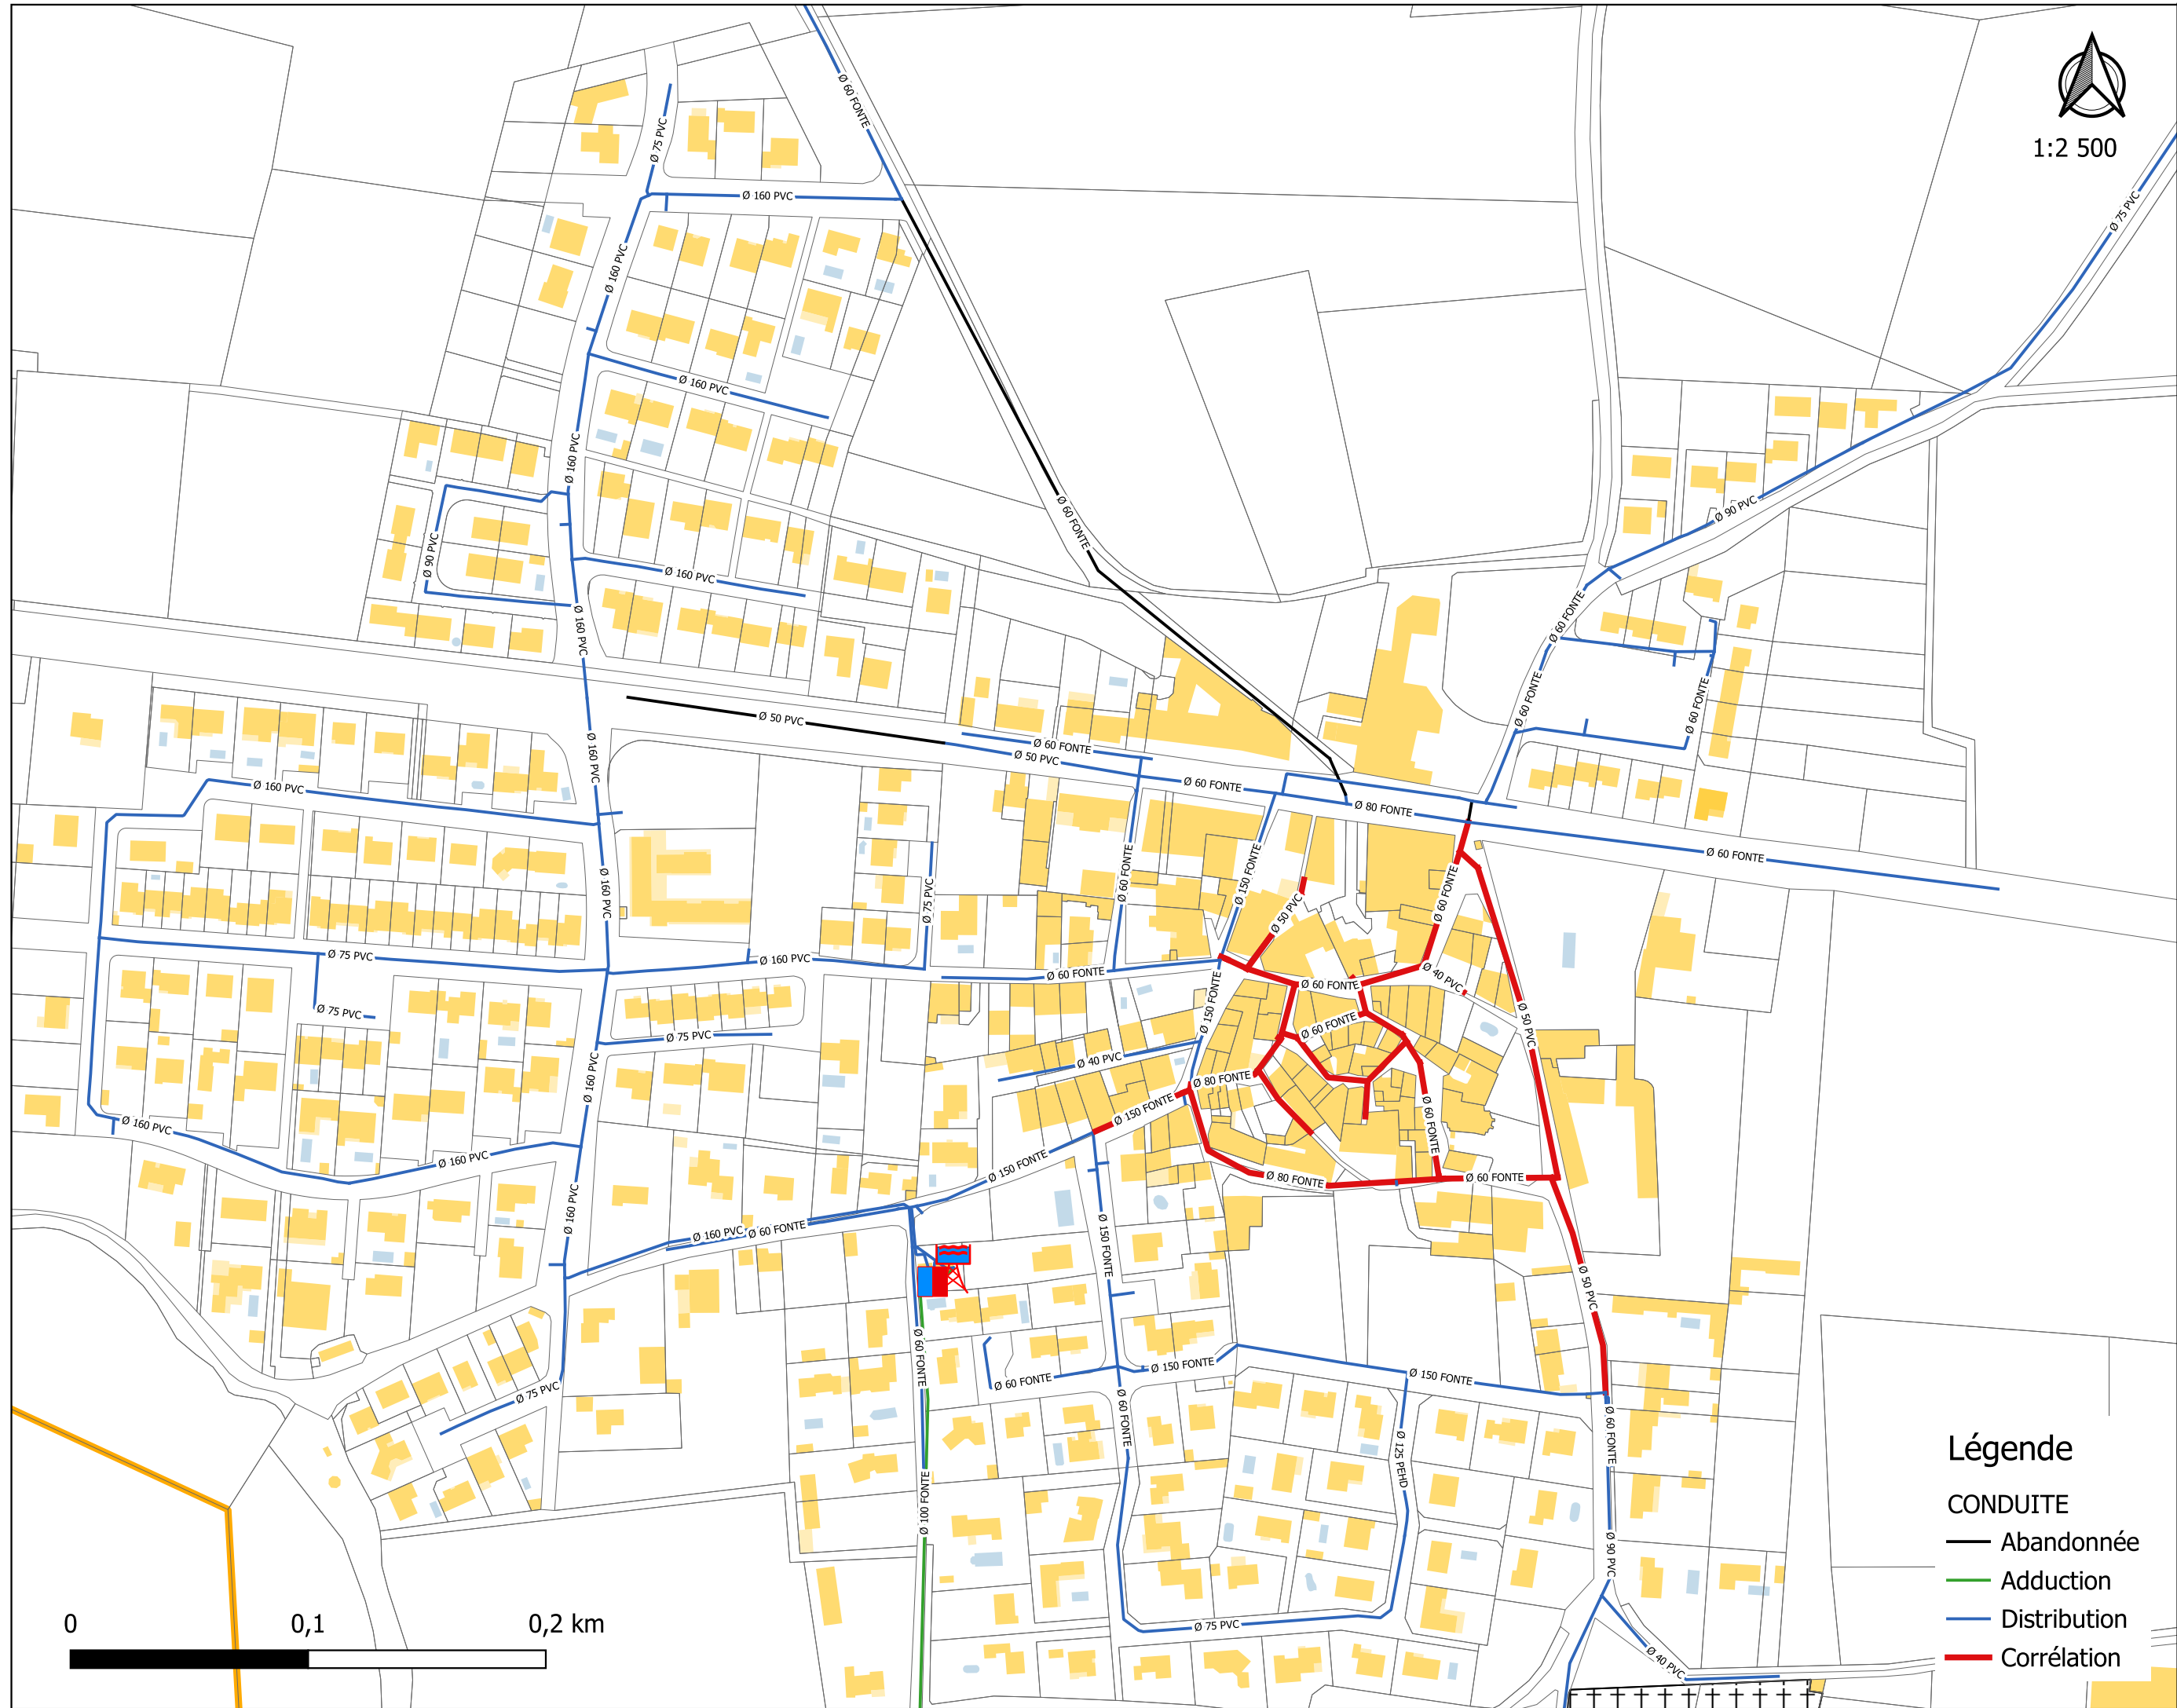 Ø 60 FONTE
1:2 500
Ø 75 PVC
Ø 160 PVC
Ø 75 PVC
Ø 160 PVC
Ø 160 PVC
Ø 160 PVC
Ø 60 FONTE
Ø 90 PVC
Ø 90 PVC
Ø 160 PVC
Ø 60 FONTE
Ø 160 PVC
Ø 60 FONTE
Ø 60 FONTE
Ø 50 PVC
Ø 60 FONTE
Ø 50 PVC
Ø 160 PVC
Ø 60 FONTE
Ø 160 PVC
Ø 80 FONTE
Ø 60 FONTE
Ø 160 PVC
Ø 60 FONTE
Ø 150 FONTE
Ø 60 FONTE
Ø 75 PVC
Ø 50 PVC
Ø 75 PVC
Ø 160 PVC
Ø 60 FONTE
Ø 60 FONTE
Ø 40 PVC
Ø 75 PVC
Ø 150 FONTE
Ø 60 FONTE
Ø 50 PVC
Ø 75 PVC
Ø 40 PVC
Ø 160 PVC
Ø 80 FONTE
Ø 150 FONTE
Ø 60 FONTE
Ø 160 PVC
Ø 160 PVC
Ø 150 FONTE
Ø 80 FONTE
Ø 60 FONTE
Ø 160 PVC
Ø 160 PVC
Ø 60 FONTE
Ø 150 FONTE
Ø 50 PVC
Ø 60 FONTE
Ø 150 FONTE
Ø 150 FONTE
Ø 60 FONTE
Ø 75 PVC
Ø 60 FONTE
Ø 60 FONTE
Ø 125 PEHD
Ø 100 FONTE
Ø 90 PVC
Ø 75 PVC
Ø 40 PVC
Légende
CONDUITE
Abandonnée
Adduction
Distribution
Corrélation
0 0,1 0,2 km